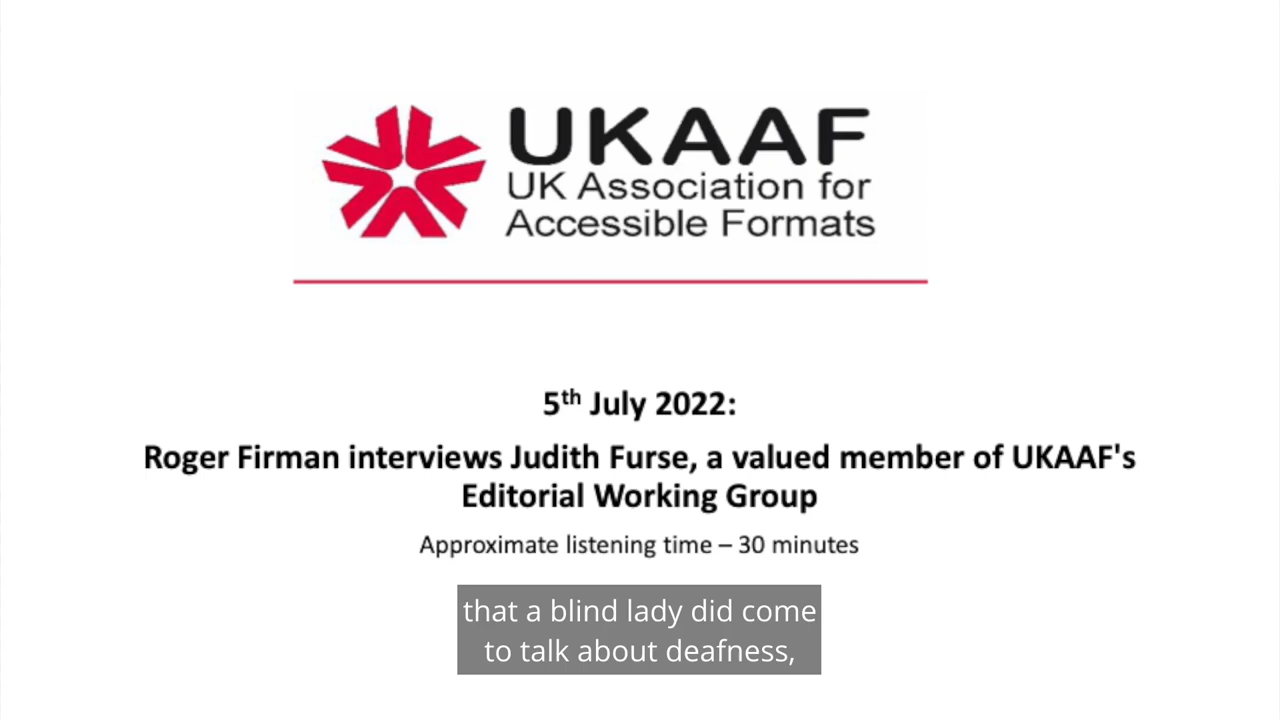 UKAAF
UK Association for
Accessible Formats
5th July 2022:
Roger Firman interviews Judith Furse, a valued member of UKAAF's
Editorial Working Group
Approximate listening time – 30 minutes
that a blind lady did come
to talk about deafness,